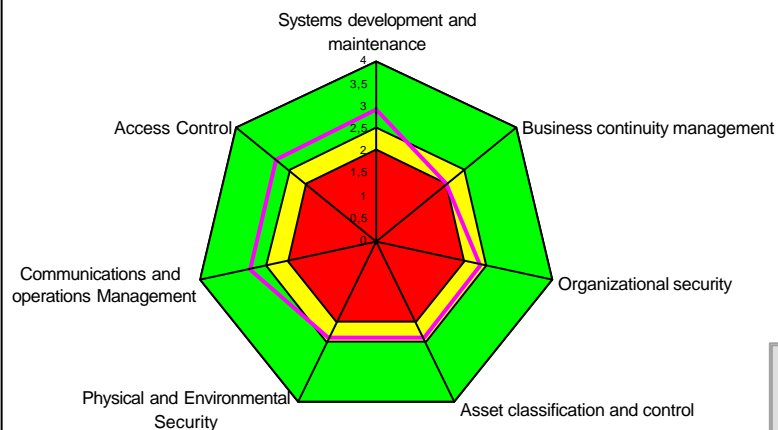 Systems development and
maintenance
4
3,5
3
2,5
2
1,5
1
0,5
0
Access Control
Business continuity management
Communications and
operations Management
Organizational security
Physical and Environmental
Security
Asset classification and control